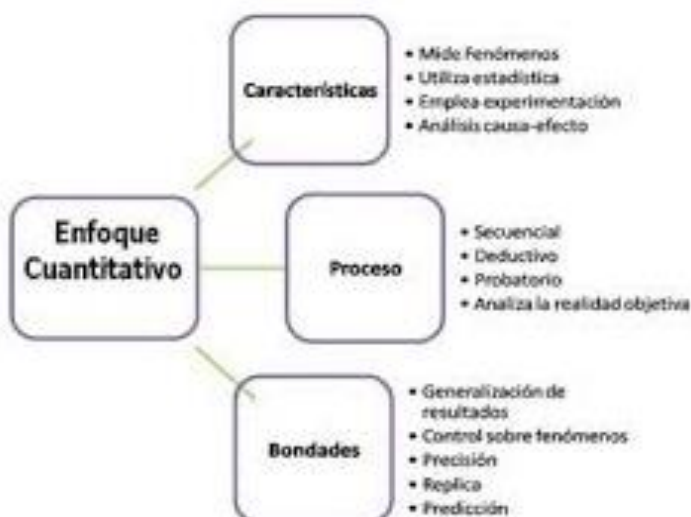 Enfoque
Cuantitativo
Características
• Mide Fenómenos
• Utiliza estadística
• Emplea experimentación
• Análisis causa-efecto
Proceso
• Secuencial
• Deductivo
• Probatorio
• Analiza la realidad objetiva
Bondades
• Generalización de
resultados
• Control sobre fenómenos
• Precisión
• Replica
• Predicción